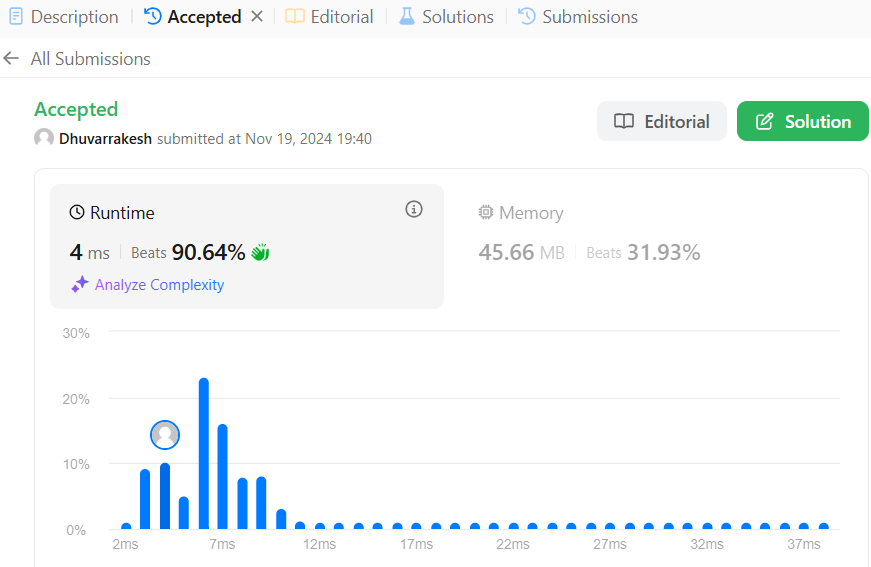 Description Accepted Editorial Solutions Submissions
All Submissions
Accepted
Dhuvarrakesh submitted at Nov 19, 2024 19:40
Editorial
Solution
Runtime
4 ms Beats 90.64%
Analyze Complexity
Memory
45.66 MB Beats 31.93%
30%
20%
10%
0%
2ms 7ms 12ms 17ms 22ms 27ms 32ms 37ms